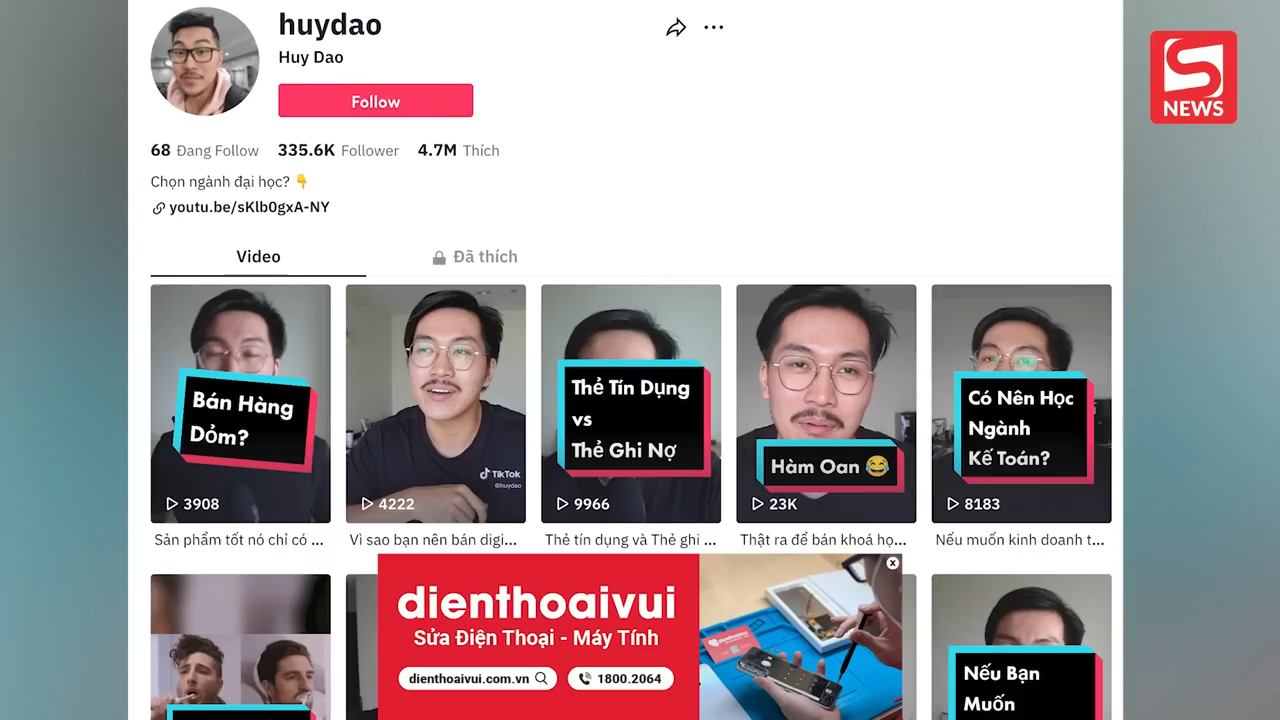 huydao
Huy Dao
Follow
S
NEWS
68 Đang Follow 335.6K Follower 4.7M Thích
Chọn ngành đại học? 👇
youtu.be/sKlb0gxA-NY
Video
Đã thích
Bán Hàng
Dỏm?
3908
TikTok
@huydao
4222
Thẻ Tín Dụng
vs
Thẻ Ghi Nợ
9966
Hàm Oan 😂
23K
Có Nên Học
Ngành
Kế Toán?
8183
Sản phẩm tốt nó chỉ có ...
Vì sao bạn nên bán digi...
Thẻ tín dụng và Thẻ ghi ...
Thật ra để bán khoá họ...
Nếu muốn kinh doanh t...
dienthoaivui
Sửa Điện Thoại - Máy Tính
dienthoaivui.com.vn
1800.2064
Nếu Bạn
Muốn